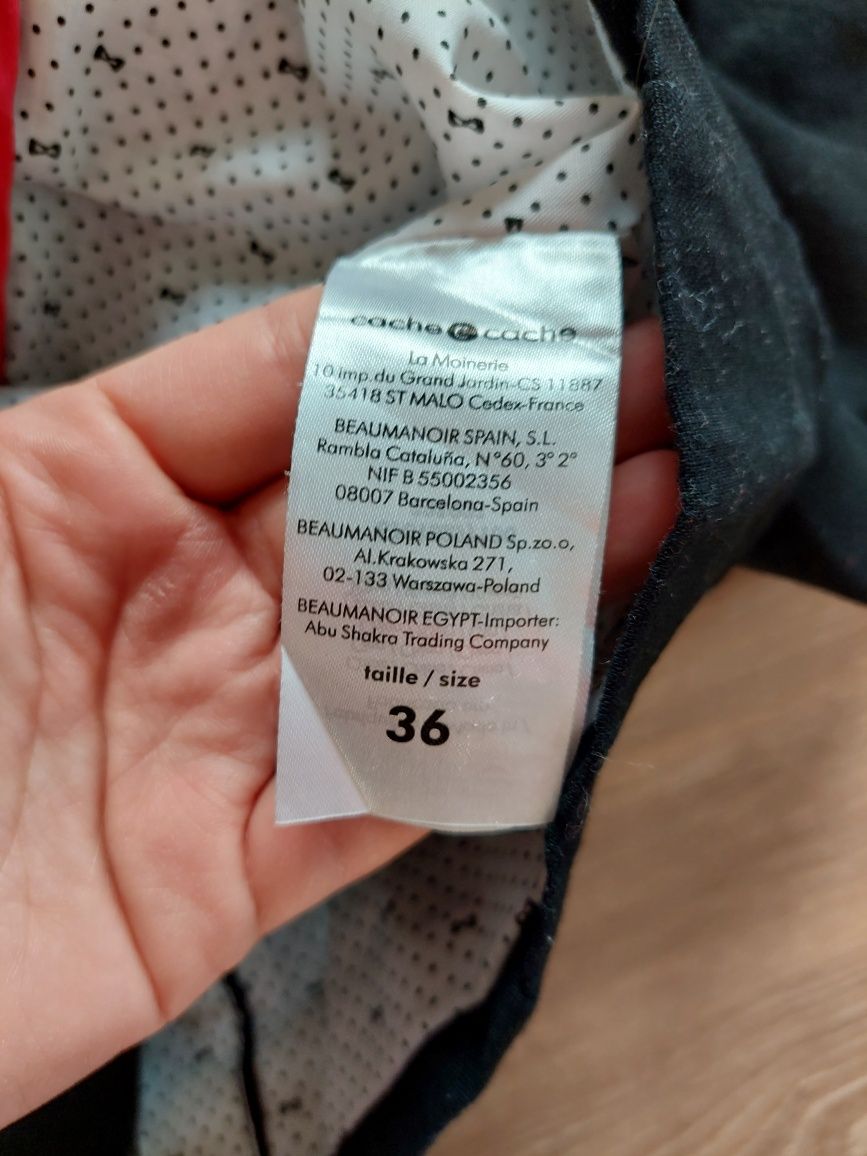 cache cache
La Moinerie
10 imp.du Grand Jardin-CS 11887
35418 ST MALO Cedex-France
BEAUMANOIR SPAIN, S.L.
Rambla Cataluña, N°60, 3° 2°
NIF B 55002356
08007 Barcelona-Spain
BEAUMANOIR POLAND Sp.zo.o,
Al.Krakowska 271,
02-133 Warszawa-Poland
BEAUMANOIR EGYPT-Importer:
Abu Shakra Trading Company
taille / size
36